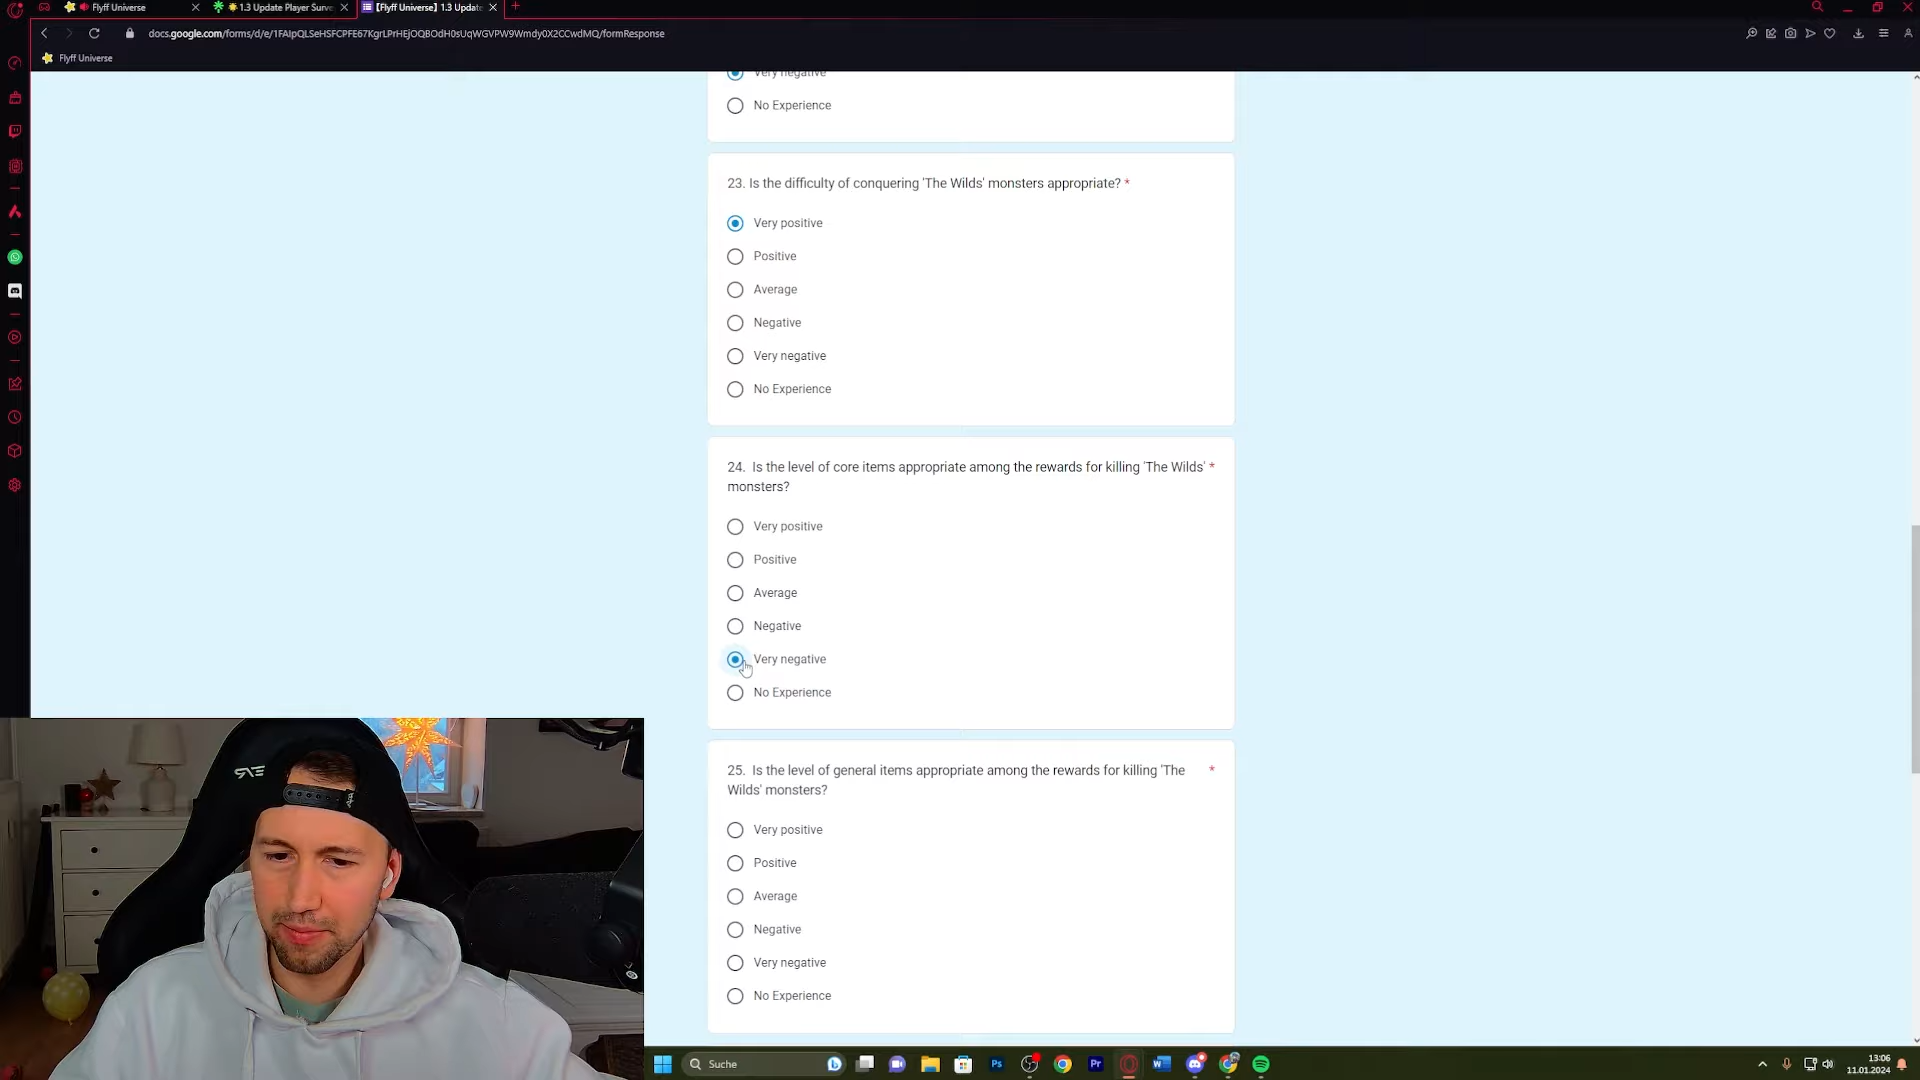 Flyff Universe
1.3 Update Player Surve
[Flyff Universe] 1.3 Update
docs.google.com/forms/d/e/1FAIpQLSeHSFCPFE67KgrLPrHEjOQBOdH0sUqWGVPW9Wmdy0X2CCwdMQ/formResponse
Flyff Universe
Very negative
No Experience
23. Is the difficulty of conquering 'The Wilds' monsters appropriate? *
Very positive
Positive
Average
Negative
Very negative
No Experience
24. Is the level of core items appropriate among the rewards for killing 'The Wilds' *
monsters?
Very positive
Positive
Average
Negative
Very negative
No Experience
25. Is the level of general items appropriate among the rewards for killing 'The *
Wilds' monsters?
Very positive
Positive
Average
Negative
Very negative
No Experience
Suche
Ps
Pr
13:06
11.01.2024